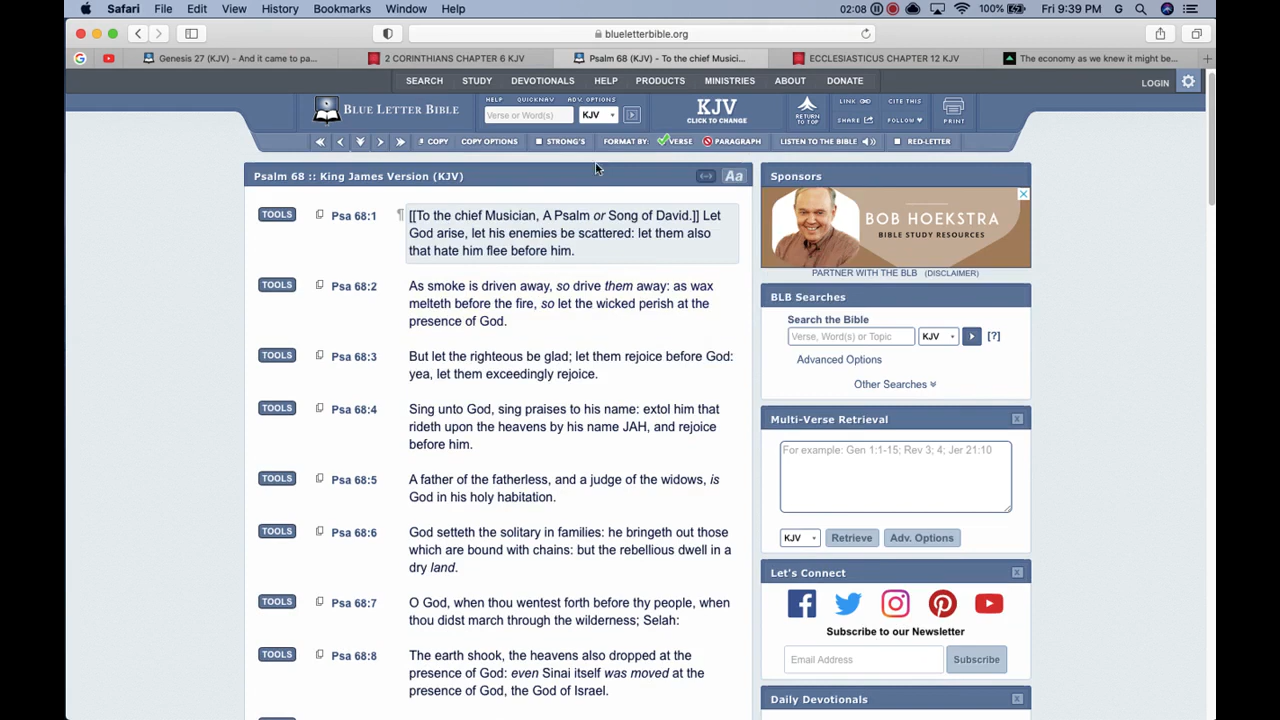 Safari File Edit View History Bookmarks Window Help 02:08 100% Fri 9:39 PM G
blueletterbible.org
Genesis 27 (KJV) - And it came to pa...
2 CORINTHIANS CHAPTER 6 KJV
Psalm 68 (KJV) - To the chief Musici...
ECCLESIASTICUS CHAPTER 12 KJV
The economy as we knew it might be...
SEARCH STUDY DEVOTIONALS HELP PRODUCTS MINISTRIES ABOUT DONATE LOGIN
BLUE LETTER BIBLE
HELP QUICKNAV ADV. OPTIONS
Verse or Word(s) KJV
KJV
CLICK TO CHANGE
RETURN
TO TOP
LINK CITE THIS
SHARE FOLLOW
PRINT
COPY COPY OPTIONS STRONG'S FORMAT BY: VERSE PARAGRAPH LISTEN TO THE BIBLE RED-LETTER
Psalm 68 :: King James Version (KJV) Aa
TOOLS Psa 68:1 ¶ [[To the chief Musician, A Psalm or Song of David.]] Let
God arise, let his enemies be scattered: let them also
that hate him flee before him.
TOOLS Psa 68:2 As smoke is driven away, so drive them away: as wax
melteth before the fire, so let the wicked perish at the
presence of God.
TOOLS Psa 68:3 But let the righteous be glad; let them rejoice before God:
yea, let them exceedingly rejoice.
TOOLS Psa 68:4 Sing unto God, sing praises to his name: extol him that
rideth upon the heavens by his name JAH, and rejoice
before him.
TOOLS Psa 68:5 A father of the fatherless, and a judge of the widows, is
God in his holy habitation.
TOOLS Psa 68:6 God setteth the solitary in families: he bringeth out those
which are bound with chains: but the rebellious dwell in a
dry land.
TOOLS Psa 68:7 O God, when thou wentest forth before thy people, when
thou didst march through the wilderness; Selah:
TOOLS Psa 68:8 The earth shook, the heavens also dropped at the
presence of God: even Sinai itself was moved at the
presence of God, the God of Israel.
Sponsors
BOB HOEKSTRA
BIBLE STUDY RESOURCES
PARTNER WITH THE BLB (DISCLAIMER)
BLB Searches
Search the Bible
Verse, Word(s) or Topic KJV [?]
Advanced Options
Other Searches
Multi-Verse Retrieval
For example: Gen 1:1-15; Rev 3; 4; Jer 21:10
KJV Retrieve Adv. Options
Let's Connect
Subscribe to our Newsletter
Email Address Subscribe
Daily Devotionals